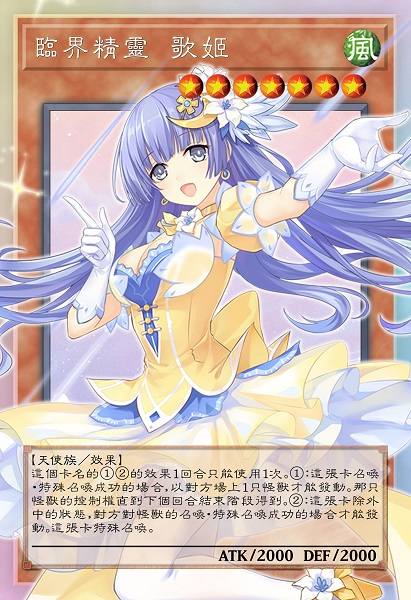 臨界精靈 歌姬
風
【天使族／效果】
這個卡名的①②的效果1回合只能使用1次。①:這張卡召喚
・特殊召喚成功的場合,以對方場上1只怪獸才能發動。那只
怪獸的控制權直到下個回合結束階段得到。②:這張卡除外
中的狀態,對方對怪獸的召喚・特殊召喚成功的場合才能發
動。這張卡特殊召喚。
ATK/2000 DEF/2000